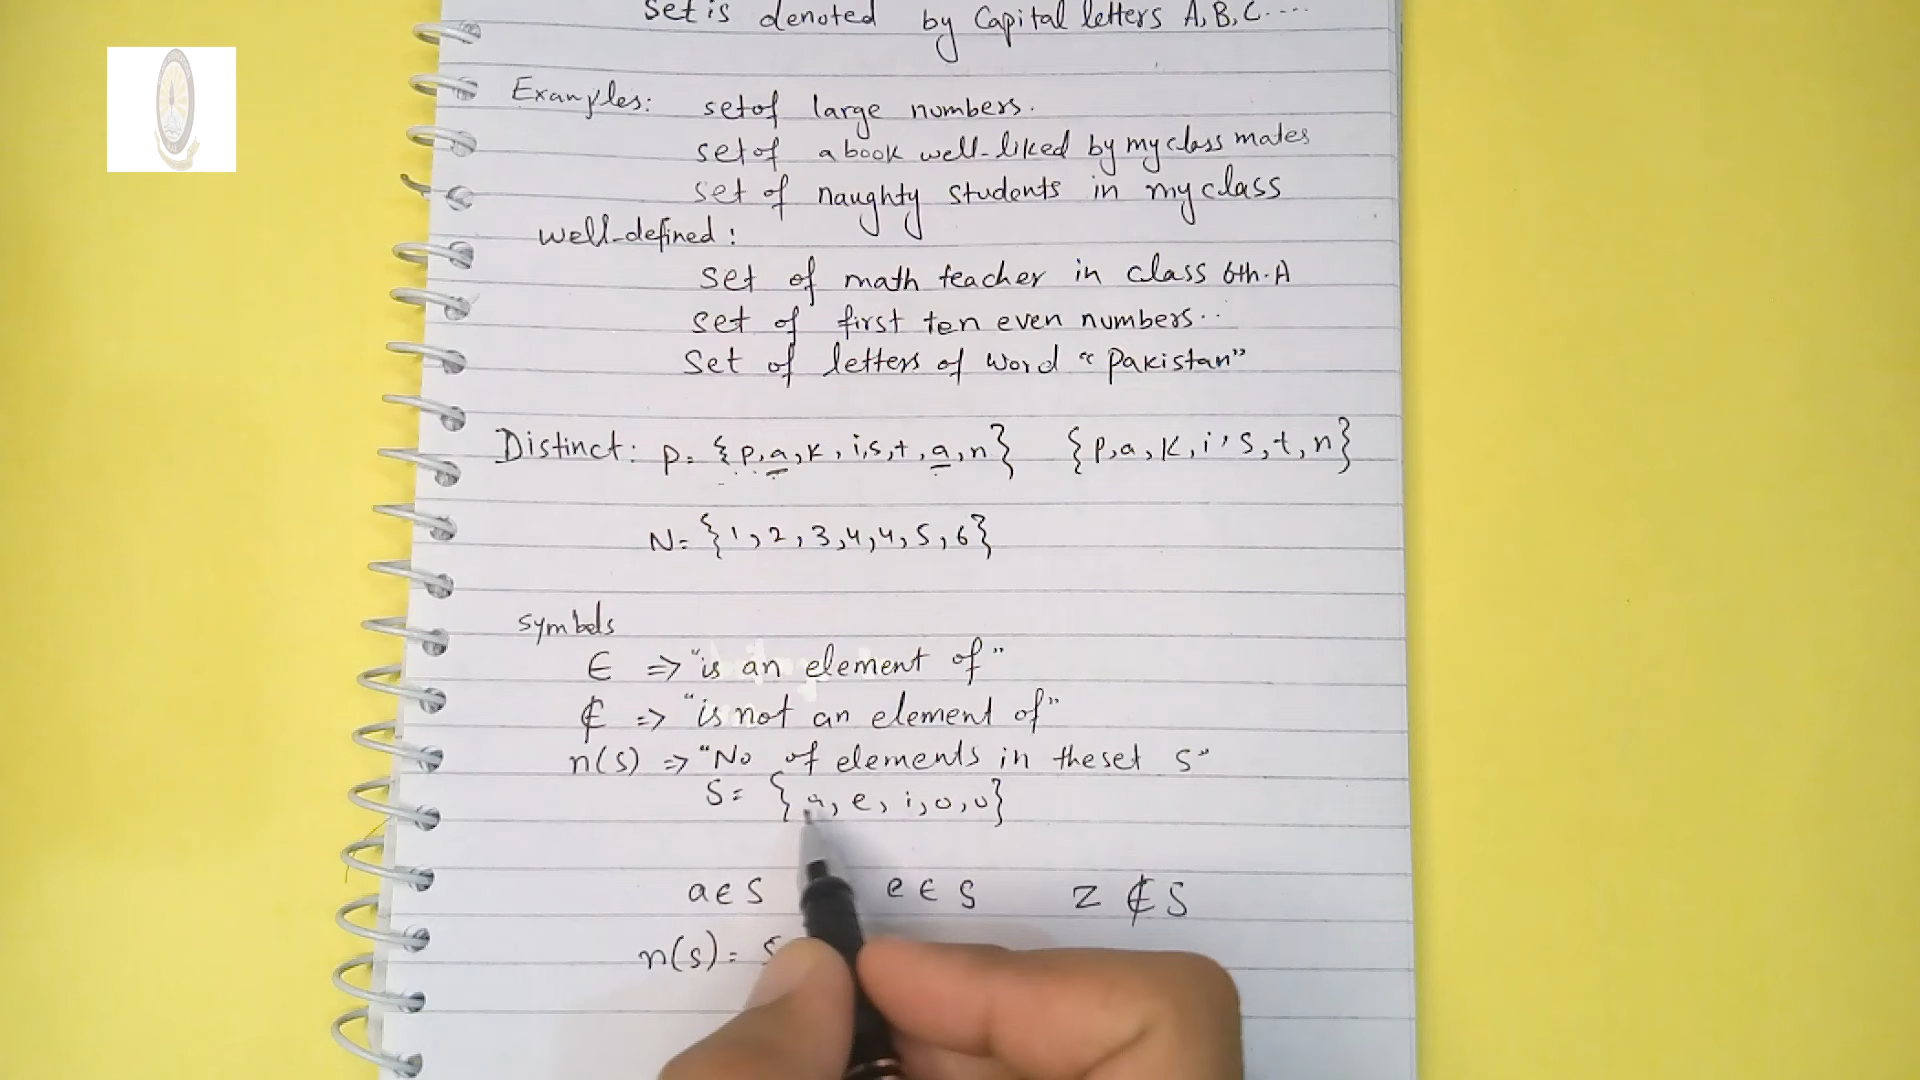 Set is denoted by Capital letters A, B, C....
Examples: set of large numbers.
set of a book well-liked by my class mates
set of naughty students in my class
well-defined:
set of math teacher in class 6th.A
set of first ten even numbers..
Set of letters of word "Pakistan"
Distinct: P= {p,a,k,i,s,t,a,n} {p,a,k,i,s,t,n}
N= {1,2,3,4,4,5,6}
symbols
∈ => "is an element of"
∉ => "is not an element of"
n(s) => "No of elements in the set S"
S= {a, e, i, o, u}
a∈S e∈S z∉S
n(s)=